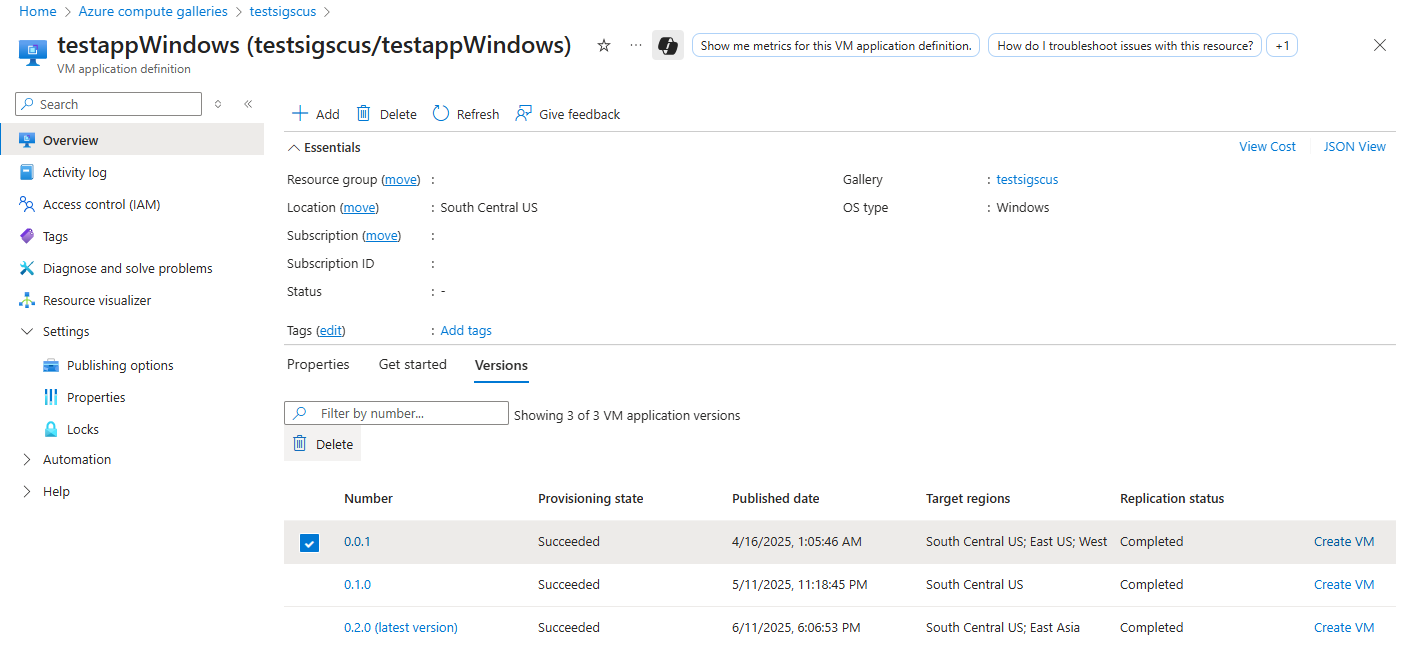 Home > Azure compute galleries > testsigscus >
testappWindows (testsigscus/testappWindows)
VM application definition
Show me metrics for this VM application definition.
How do I troubleshoot issues with this resource?
+1
Search
Overview
Activity log
Access control (IAM)
Tags
Diagnose and solve problems
Resource visualizer
Settings
Publishing options
Properties
Locks
Automation
Help
Add Delete Refresh Give feedback
Essentials
View Cost JSON View
Resource group (move) :
Location (move) : South Central US
Subscription (move) :
Subscription ID :
Status : -
Gallery : testsigscus
OS type : Windows
Tags (edit) : Add tags
Properties Get started Versions
Filter by number... Showing 3 of 3 VM application versions
Delete
Number Provisioning state Published date Target regions Replication status
0.0.1 Succeeded 4/16/2025, 1:05:46 AM South Central US; East US; West Completed Create VM
0.1.0 Succeeded 5/11/2025, 11:18:45 PM South Central US Completed Create VM
0.2.0 (latest version) Succeeded 6/11/2025, 6:06:53 PM South Central US; East Asia Completed Create VM